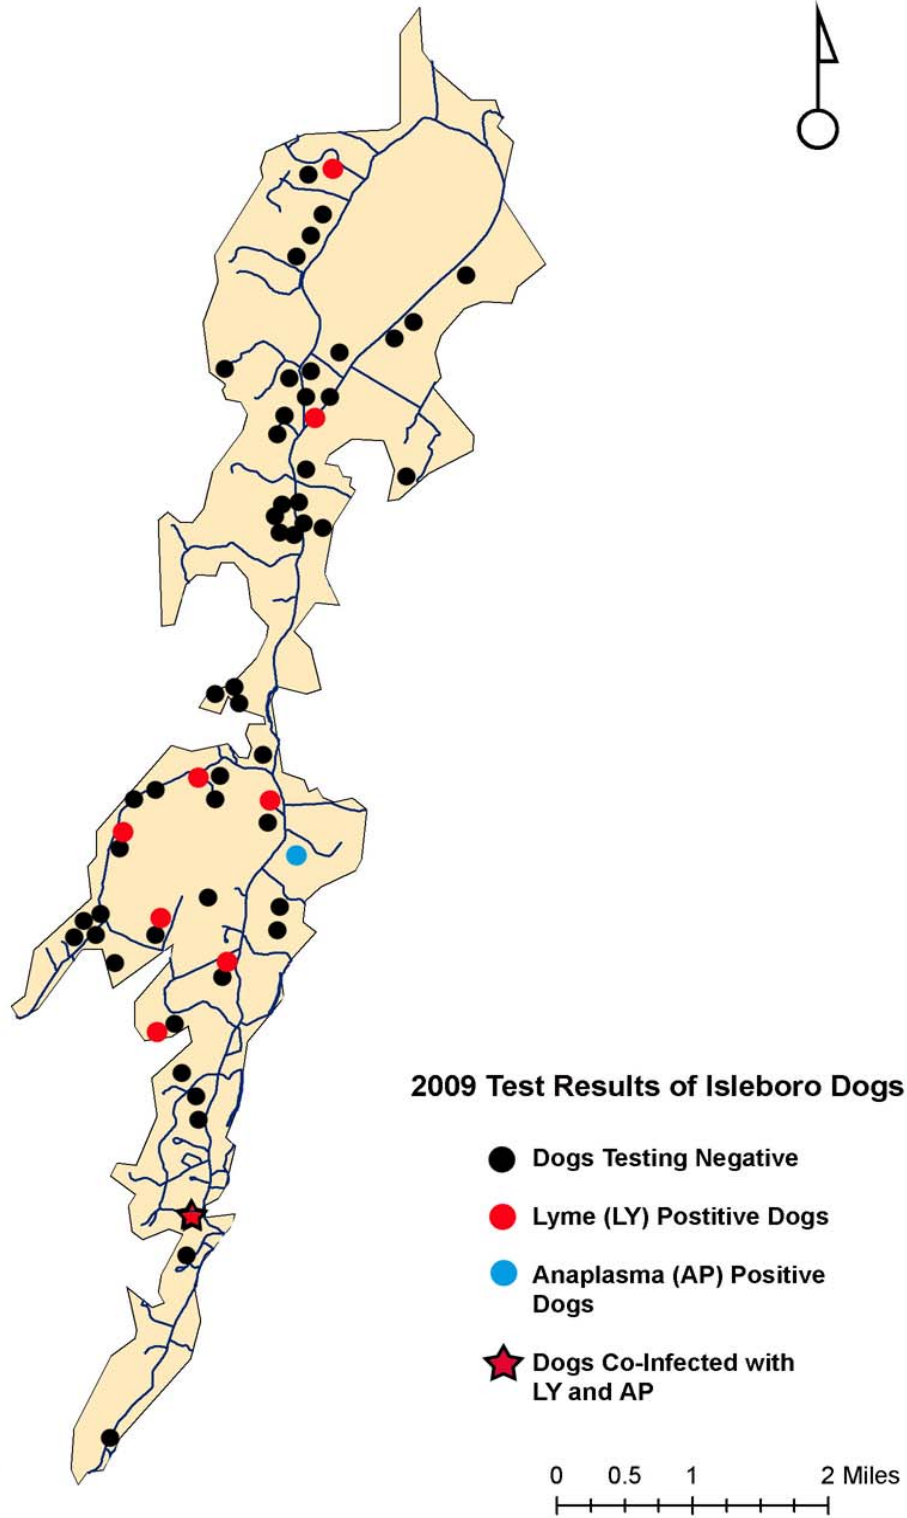 2009 Test Results of Isleboro Dogs
Dogs Testing Negative
Lyme (LY) Postitive Dogs
Anaplasma (AP) Positive
Dogs
Dogs Co-Infected with
LY and AP
0 0.5 1 2 Miles